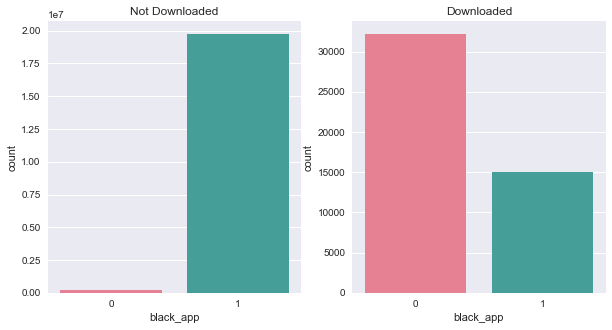 Not Downloaded
1e7
2.00
1.75
1.50
1.25
1.00
0.75
0.50
0.25
0.00
count
0 1
black_app
Downloaded
30000
25000
20000
15000
10000
5000
0
count
0 1
black_app